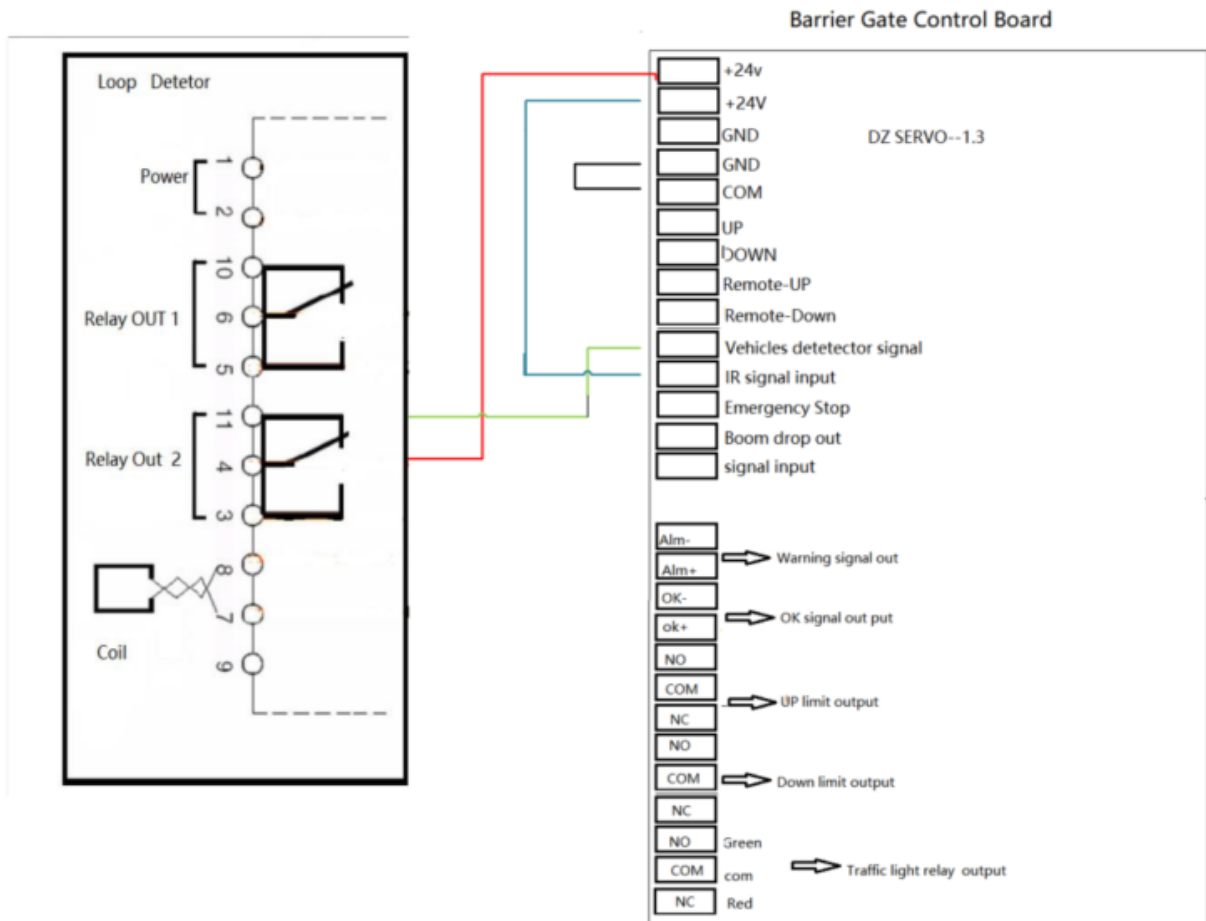 Barrier Gate Control Board
Loop Detetor
Power
1
2
Relay OUT 1
10
6
5
Relay Out 2
11
4
3
Coil
8
7
9
DZ SERVO--1.3
+24v
+24V
GND
GND
COM
UP
DOWN
Remote-UP
Remote-Down
Vehicles detetector signal
IR signal input
Emergency Stop
Boom drop out
signal input
Alm-
Alm+
Warning signal out
OK-
ok+
OK signal out put
NO
COM
NC
UP limit output
NO
COM
NC
Down limit output
NO Green
COM com
NC Red
Traffic light relay output